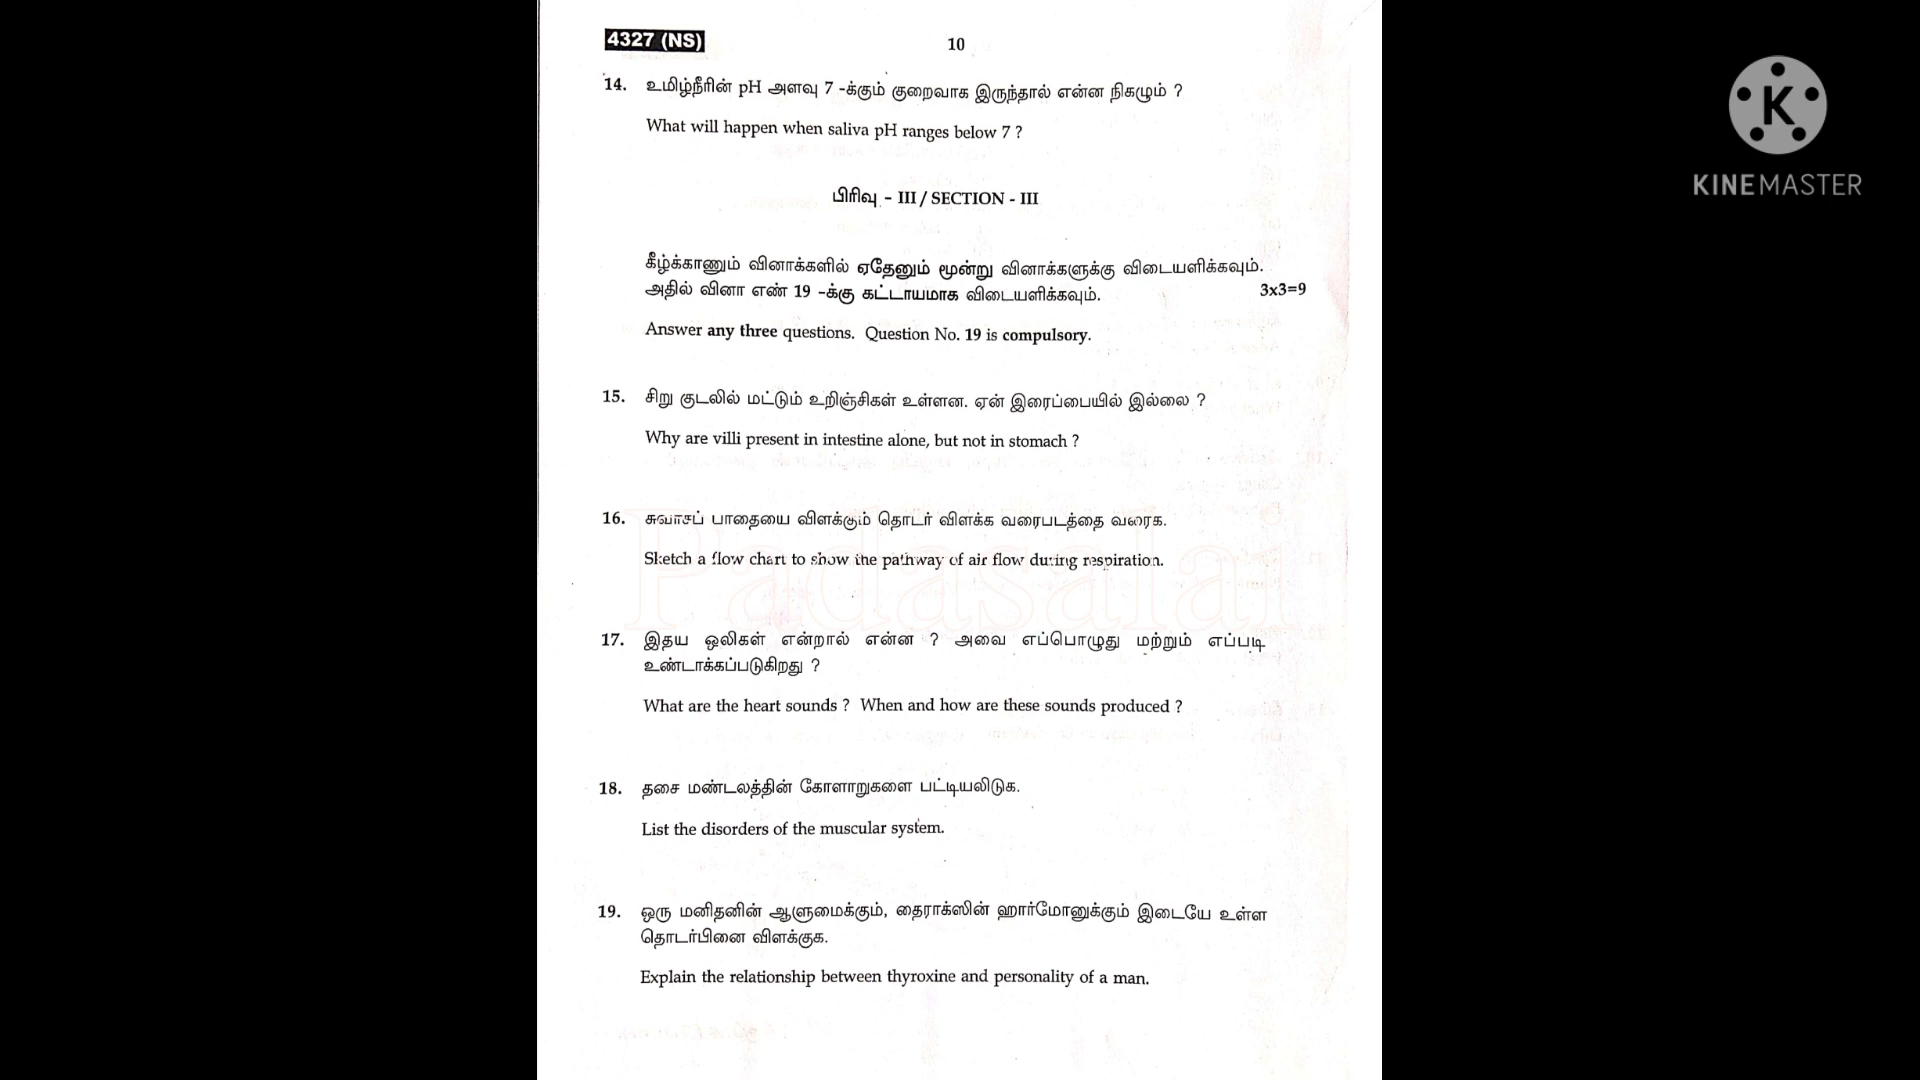 4327 (NS)
10
14. உமிழ்நீரின் pH அளவு 7 -க்கும் குறைவாக இருந்தால் என்ன நிகழும் ?
What will happen when saliva pH ranges below 7 ?
பிரிவு - III / SECTION - III
கீழ்க்காணும் வினாக்களில் ஏதேனும் மூன்று வினாக்களுக்கு விடையளிக்கவும்.
அதில் வினா எண் 19 -க்கு கட்டாயமாக விடையளிக்கவும். 3x3=9
Answer any three questions. Question No. 19 is compulsory.
15. சிறு குடலில் மட்டும் உறிஞ்சிகள் உள்ளன. ஏன் இரைப்பையில் இல்லை ?
Why are villi present in intestine alone, but not in stomach ?
16. சுவாசப் பாதையை விளக்கும் தொடர் விளக்க வரைபடத்தை வரைக.
Sketch a flow chart to show the pathway of air flow during respiration.
Padasalai
17. இதய ஒலிகள் என்றால் என்ன ? அவை எப்பொழுது மற்றும் எப்படி
உண்டாக்கப்படுகிறது ?
What are the heart sounds ? When and how are these sounds produced ?
18. தசை மண்டலத்தின் கோளாறுகளை பட்டியலிடுக.
List the disorders of the muscular system.
19. ஒரு மனிதனின் ஆளுமைக்கும், தைராக்ஸின் ஹார்மோனுக்கும் இடையே உள்ள
தொடர்பினை விளக்குக.
Explain the relationship between thyroxine and personality of a man.
K
KINEMASTER